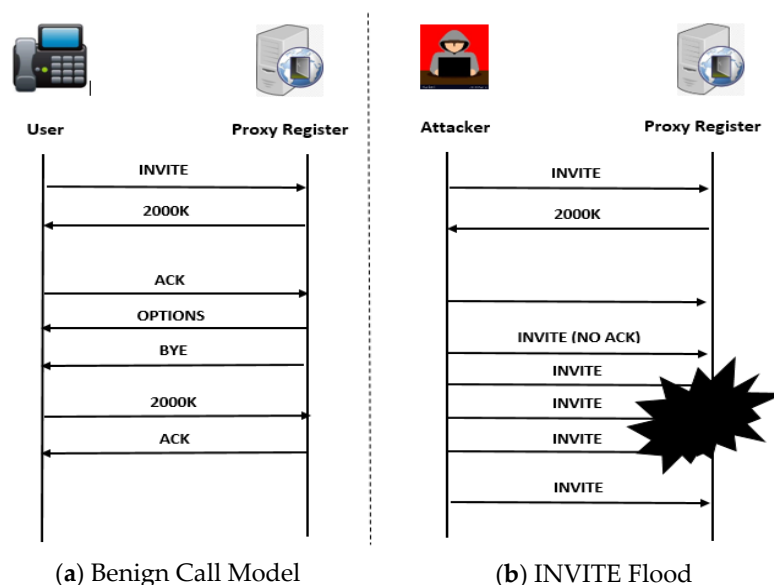 User
Proxy Register
INVITE
2000K
ACK
OPTIONS
BYE
2000K
ACK
(a) Benign Call Model
Attacker
Proxy Register
INVITE
2000K
INVITE (NO ACK)
INVITE
INVITE
INVITE
INVITE
(b) INVITE Flood